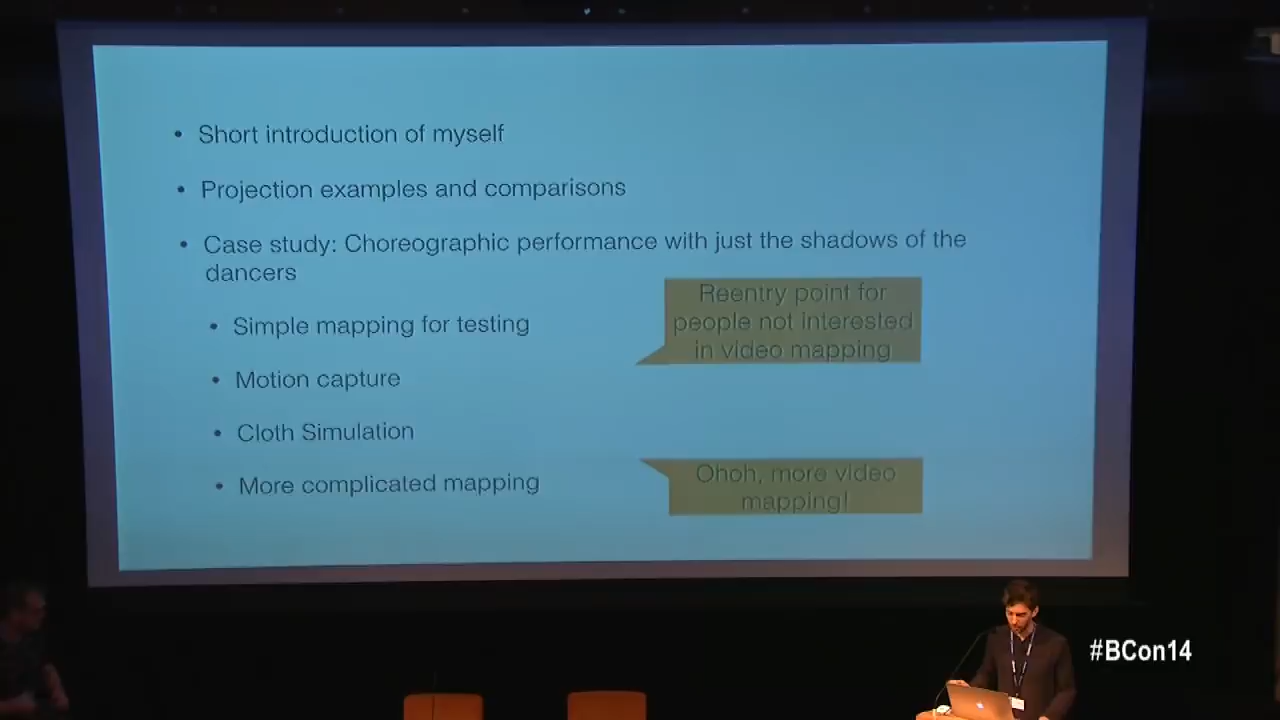 • Short introduction of myself
• Projection examples and comparisons
• Case study: Choreographic performance with just the shadows of the
dancers
• Simple mapping for testing
Reentry point for
people not interested
in video mapping
• Motion capture
• Cloth Simulation
• More complicated mapping
Ohoh, more video
mapping!
#BCon14